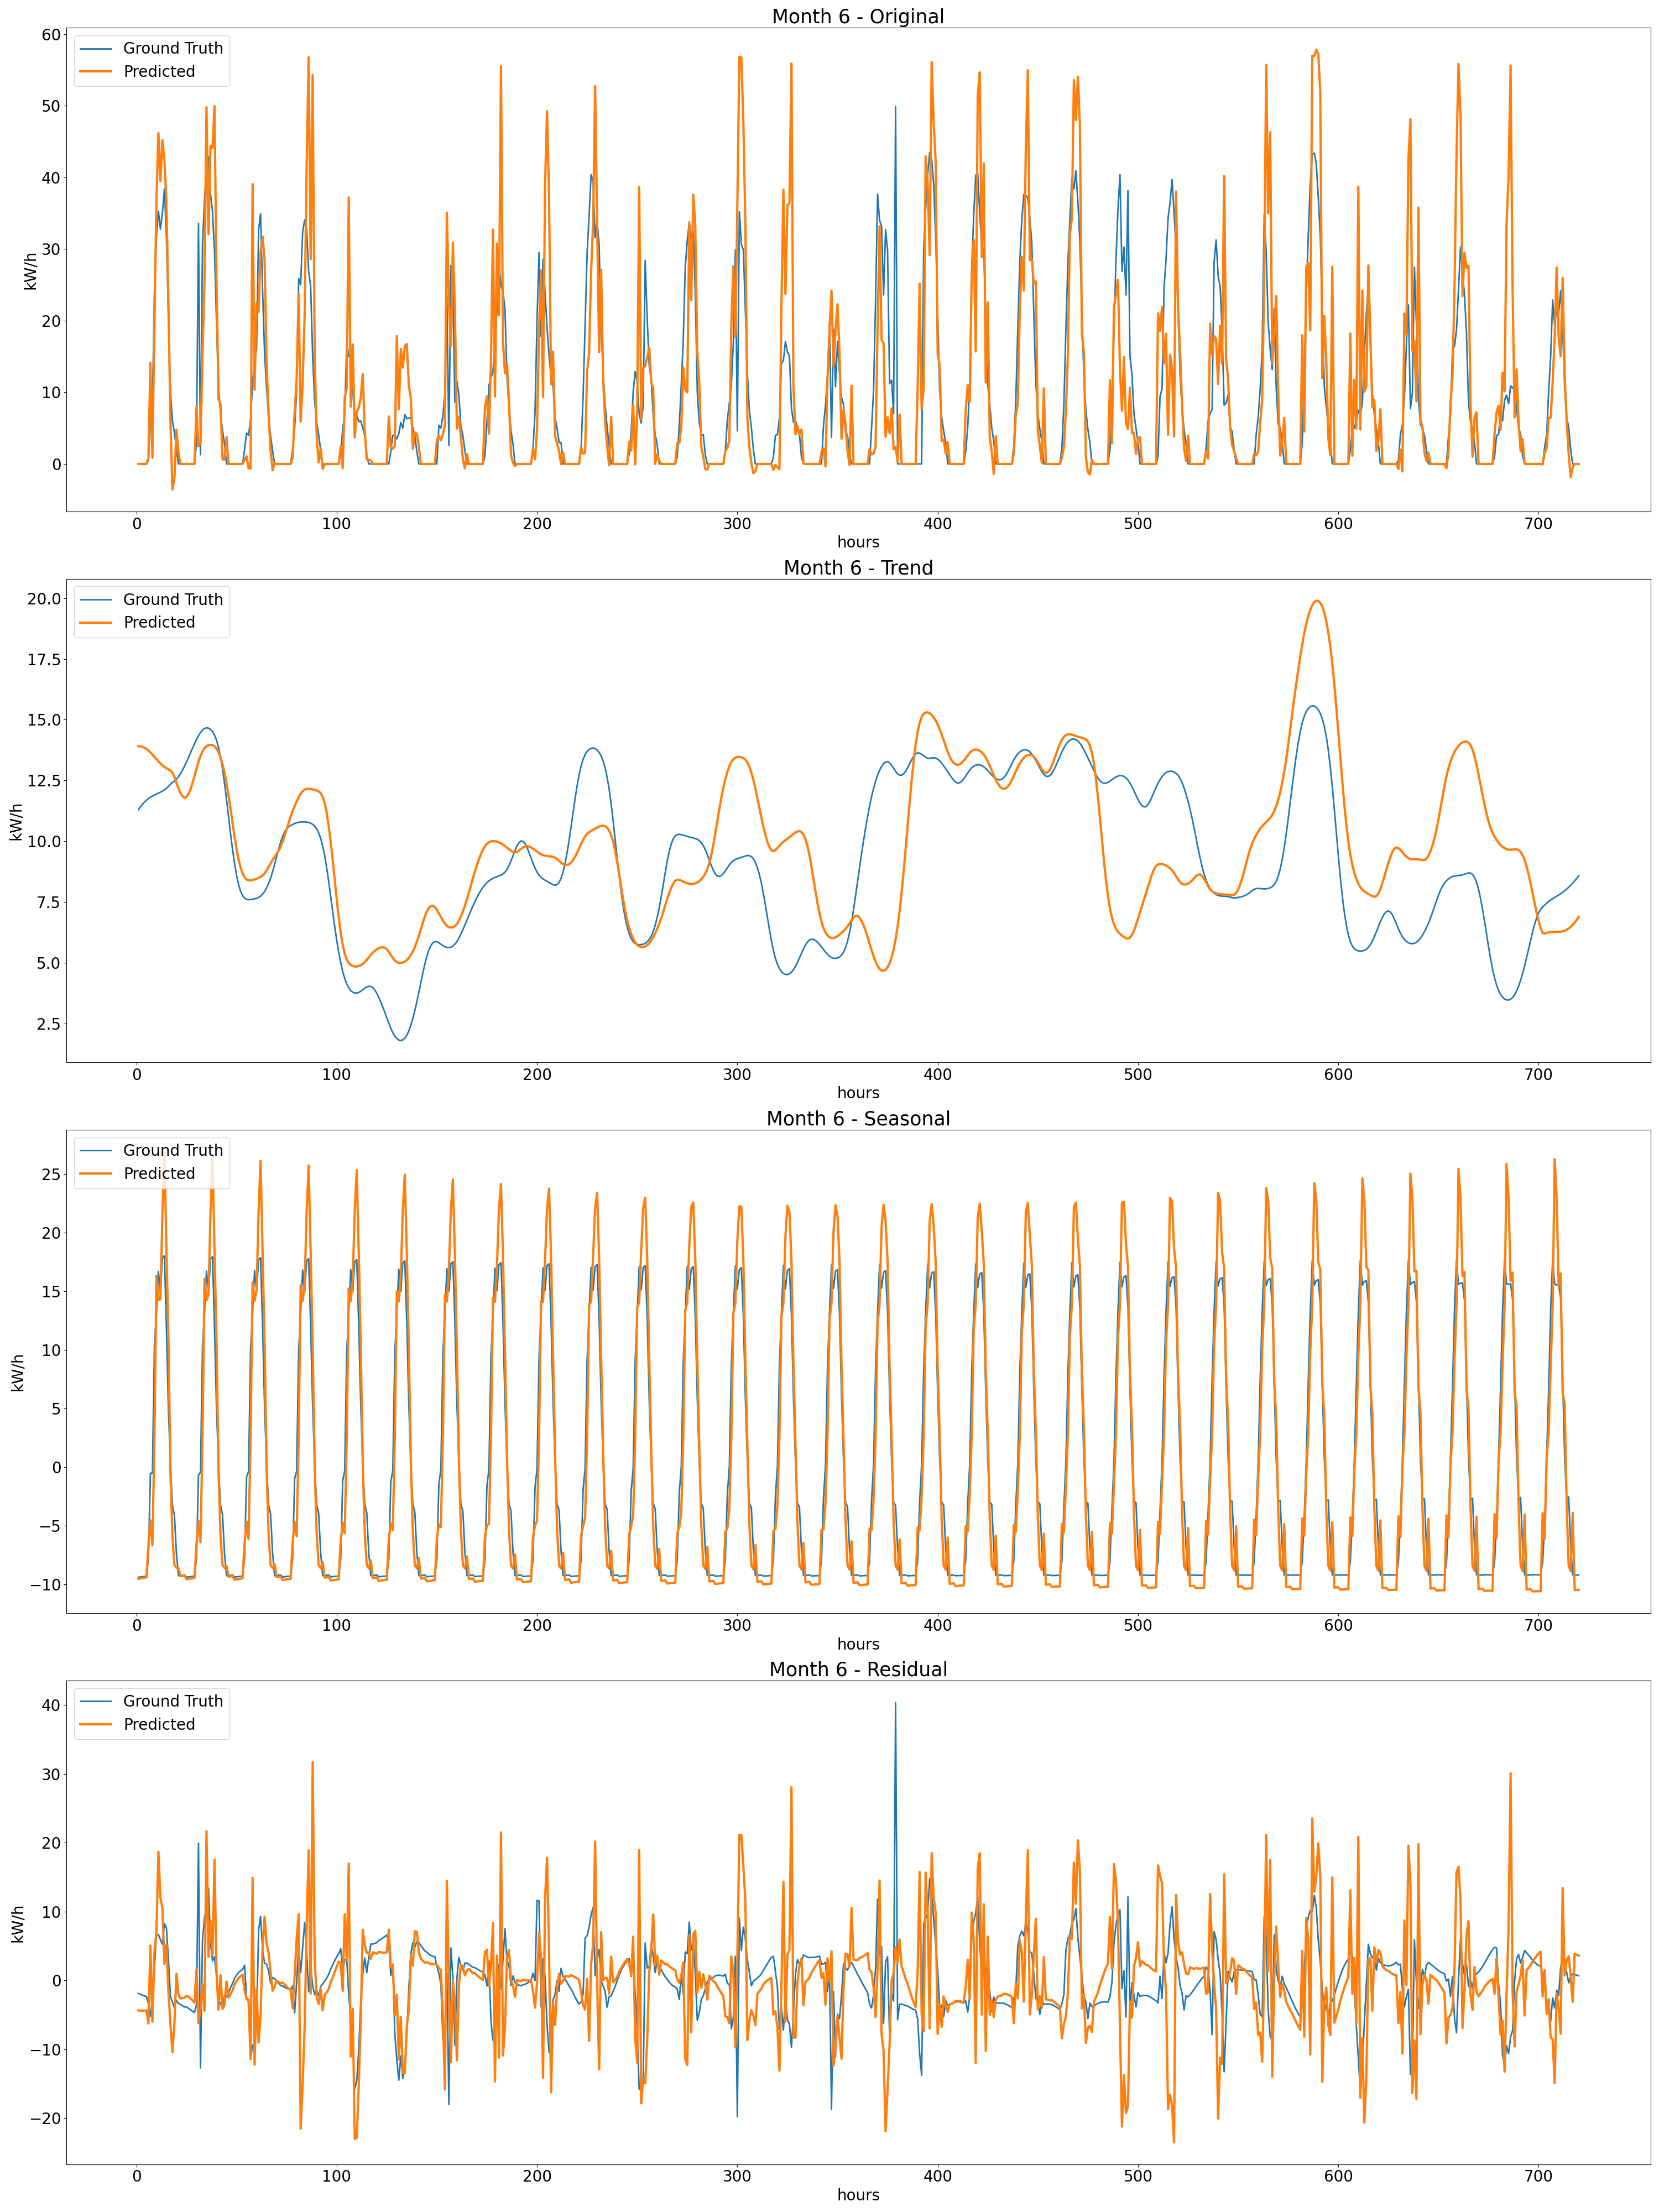 Month 6 - Original
Ground Truth
Predicted
60
50
40
30
20
10
0
kW/h
0 100 200 300 400 500 600 700
hours
Month 6 - Trend
Ground Truth
Predicted
20.0
17.5
15.0
12.5
10.0
7.5
5.0
2.5
kW/h
0 100 200 300 400 500 600 700
hours
Month 6 - Seasonal
Ground Truth
Predicted
25
20
15
10
5
0
−5
−10
kW/h
0 100 200 300 400 500 600 700
hours
Month 6 - Residual
Ground Truth
Predicted
40
30
20
10
0
−10
−20
kW/h
0 100 200 300 400 500 600 700
hours